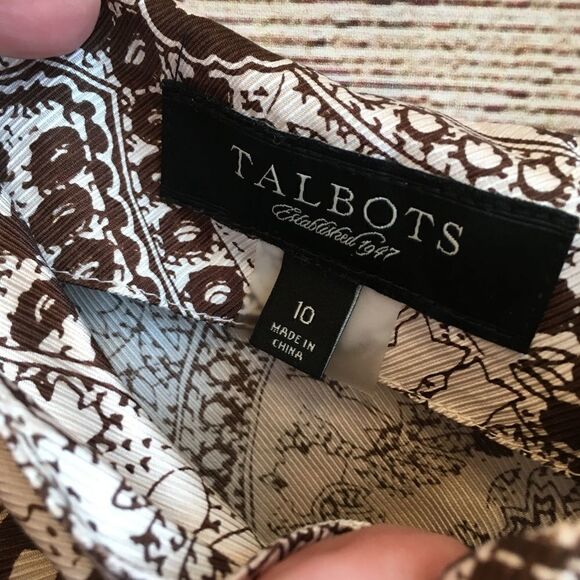 TALBOTS
Established 1947
10
MADE IN
CHINA